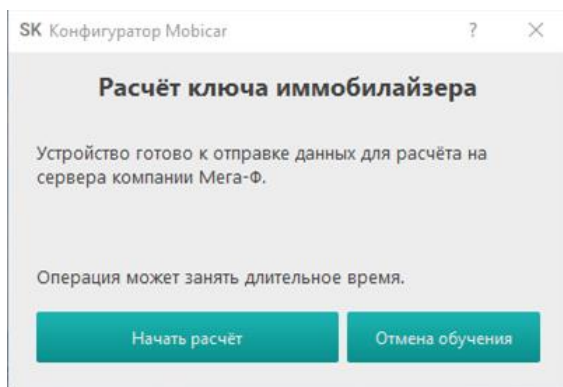 SK Конфигуратор Mobicar ? ×
Расчёт ключа иммобилайзера
Устройство готово к отправке данных для расчёта на
сервера компании Мега-Ф.
Операция может занять длительное время.
Начать расчёт Отмена обучения